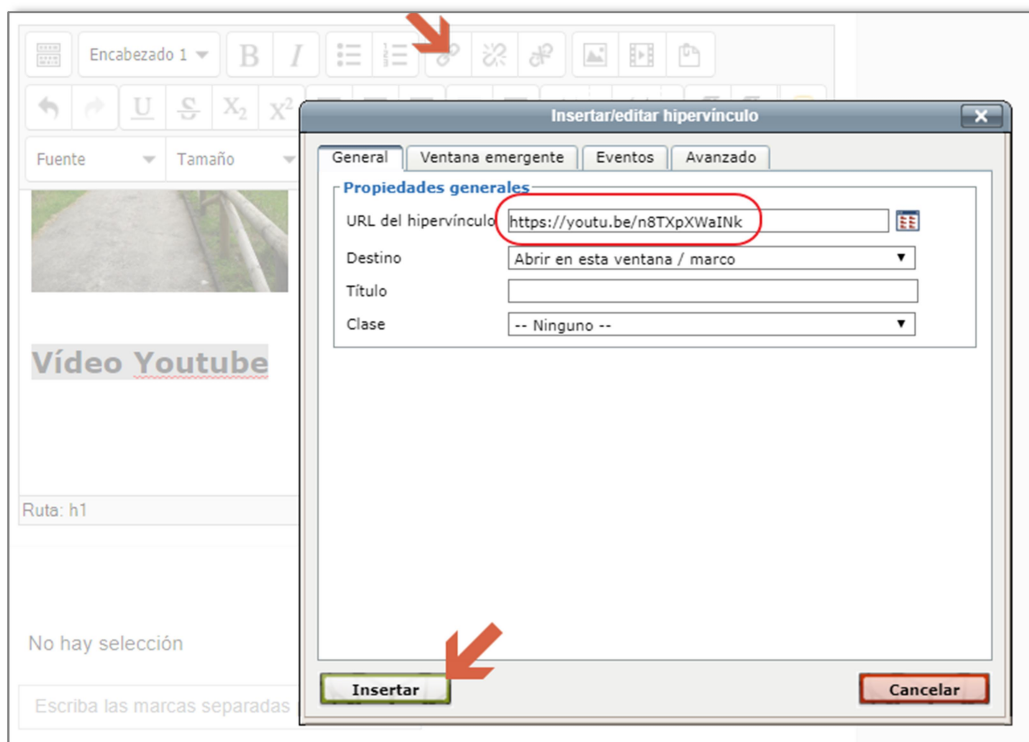 Encabezado 1
B I
U S X2 X2
Fuente Tamaño
Insertar/editar hipervínculo
General Ventana emergente Eventos Avanzado
Propiedades generales
URL del hipervínculo https://youtu.be/n8TXpXWaINk
Destino Abrir en esta ventana / marco
Título
Clase -- Ninguno --
Vídeo Youtube
Ruta: h1
No hay selección
Escriba las marcas separadas
Insertar Cancelar